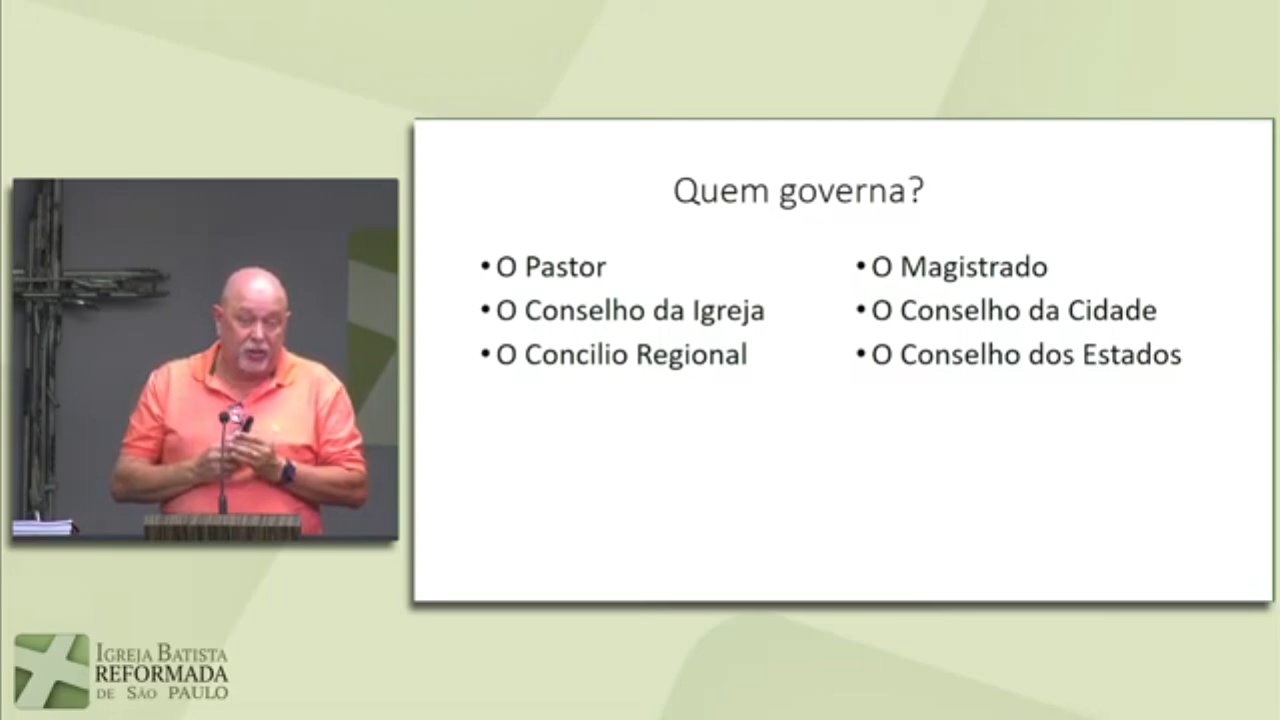 Quem governa?
•O Pastor
•O Conselho da Igreja
•O Concilio Regional
•O Magistrado
•O Conselho da Cidade
•O Conselho dos Estados
IGREJA BATISTA
REFORMADA
DE SÃO PAULO